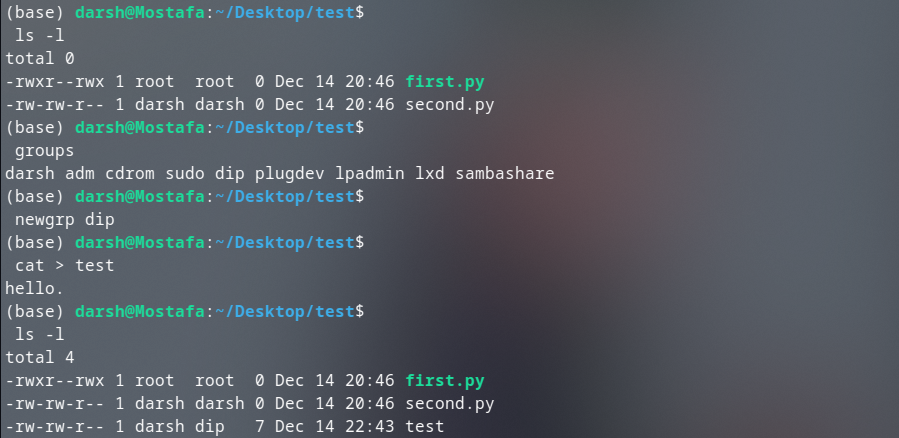 (base) darsh@Mostafa:~/Desktop/test$
 ls -l
total 0
-rwxr--rwx 1 root  root  0 Dec 14 20:46 first.py
-rw-rw-r-- 1 darsh darsh 0 Dec 14 20:46 second.py
(base) darsh@Mostafa:~/Desktop/test$
 groups
darsh adm cdrom sudo dip plugdev lpadmin lxd sambashare
(base) darsh@Mostafa:~/Desktop/test$
 newgrp dip
(base) darsh@Mostafa:~/Desktop/test$
 cat > test
hello.
(base) darsh@Mostafa:~/Desktop/test$
 ls -l
total 4
-rwxr--rwx 1 root  root  0 Dec 14 20:46 first.py
-rw-rw-r-- 1 darsh darsh 0 Dec 14 20:46 second.py
-rw-rw-r-- 1 darsh dip   7 Dec 14 22:43 test